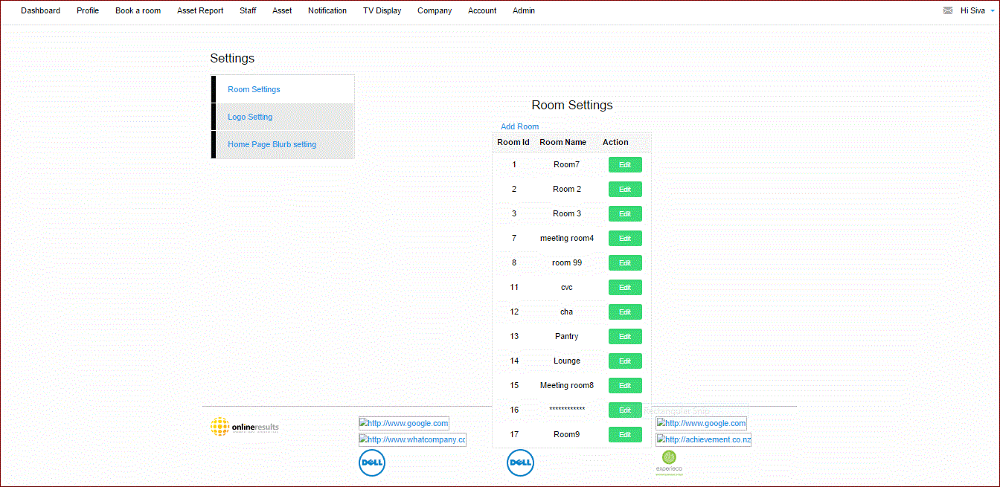 Dashboard Profile Book a room Asset Report Staff Asset Notification TV Display Company Account Admin Hi Siva
Settings
Room Settings
Logo Setting
Home Page Blurb setting
Room Settings
Add Room
Room Id Room Name Action
1 Room7 Edit
2 Room 2 Edit
3 Room 3 Edit
7 meeting room4 Edit
8 room 99 Edit
11 cvc Edit
12 cha Edit
13 Pantry Edit
14 Lounge Edit
15 Meeting room8 Edit
16 ************ Edit
Rectangular Snip
17 Room9 Edit
onlineresults
http://www.google.com
http://www.whatcompany.cc
DELL
DELL
http://www.google.com
http://achievement.co.nz
experieco